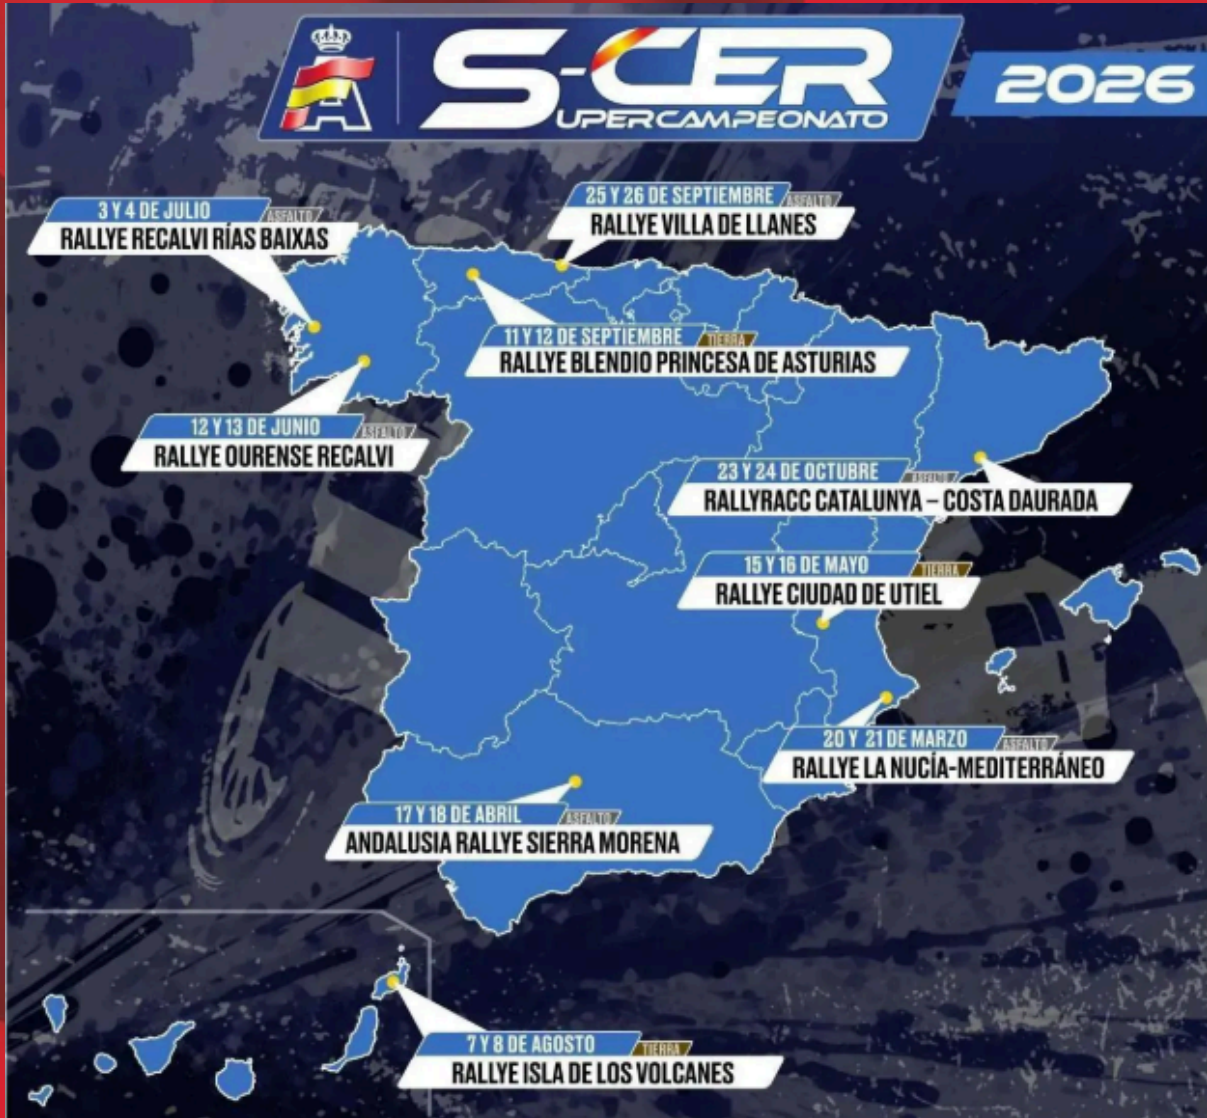 S-CER
SUPERCAMPEONATO
2026
3 Y 4 DE JULIO
ASFALTO
RALLYE RECALVI RÍAS BAIXAS
25 Y 26 DE SEPTIEMBRE
ASFALTO
RALLYE VILLA DE LLANES
11 Y 12 DE SEPTIEMBRE
TIERRA
RALLYE BLENDIO PRINCESA DE ASTURIAS
12 Y 13 DE JUNIO
ASFALTO
RALLYE OURENSE RECALVI
23 Y 24 DE OCTUBRE
ASFALTO
RALLYRACC CATALUNYA – COSTA DAURADA
15 Y 16 DE MAYO
TIERRA
RALLYE CIUDAD DE UTIEL
20 Y 21 DE MARZO
ASFALTO
RALLYE LA NUCÍA-MEDITERRÁNEO
17 Y 18 DE ABRIL
ASFALTO
ANDALUSIA RALLYE SIERRA MORENA
7 Y 8 DE AGOSTO
TIERRA
RALLYE ISLA DE LOS VOLCANES